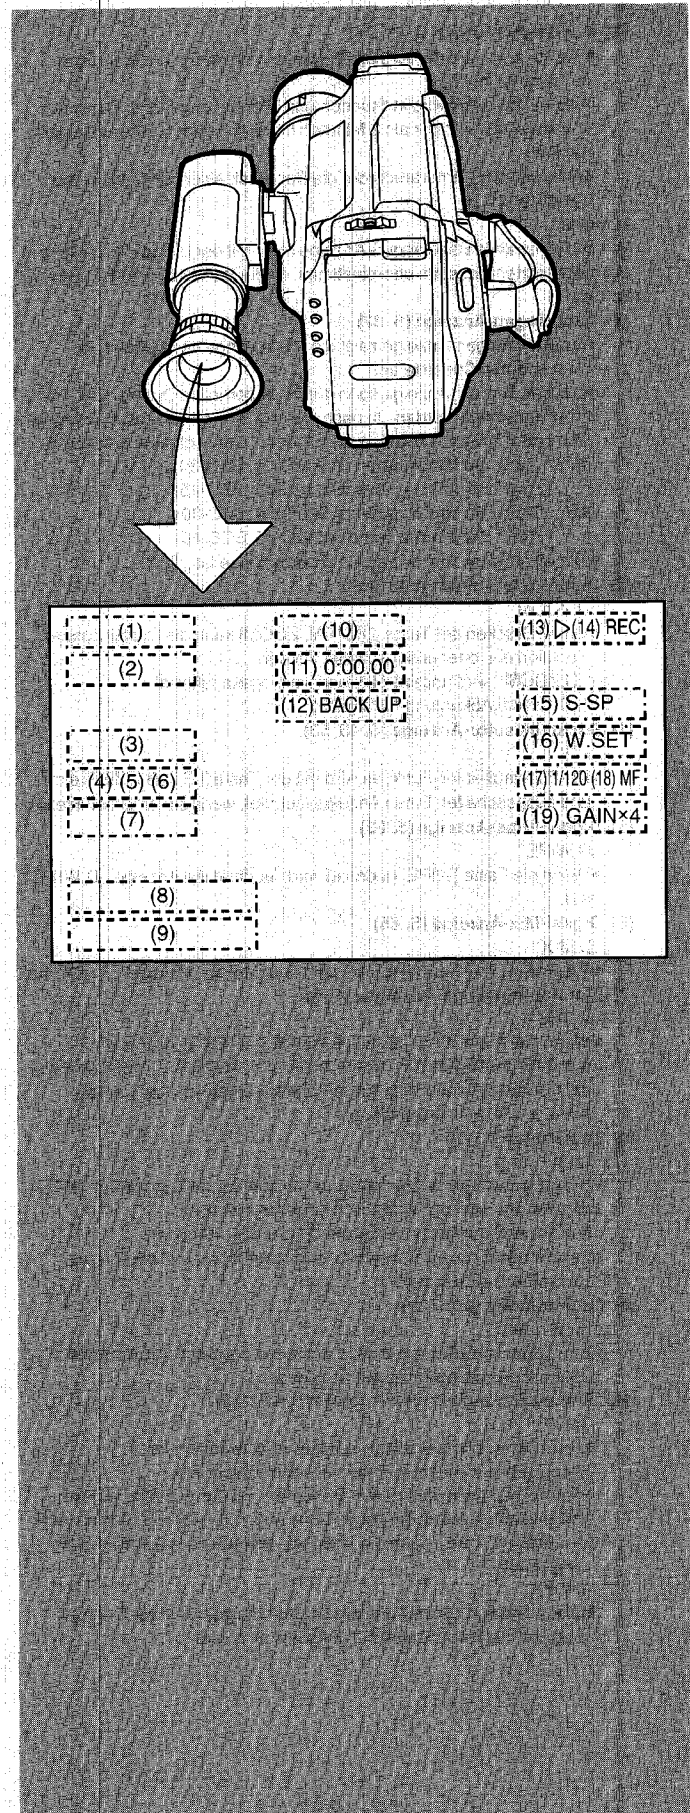 (1) (10) (13) ▷ (14) REC
(2) (11) 0:00.00
(12) BACK UP (15) S-SP
(3) (16) W.SET
(4) (5) (6) (17) 1/120 (18) MF
(7) (19) GAIN×4
(8)
(9)